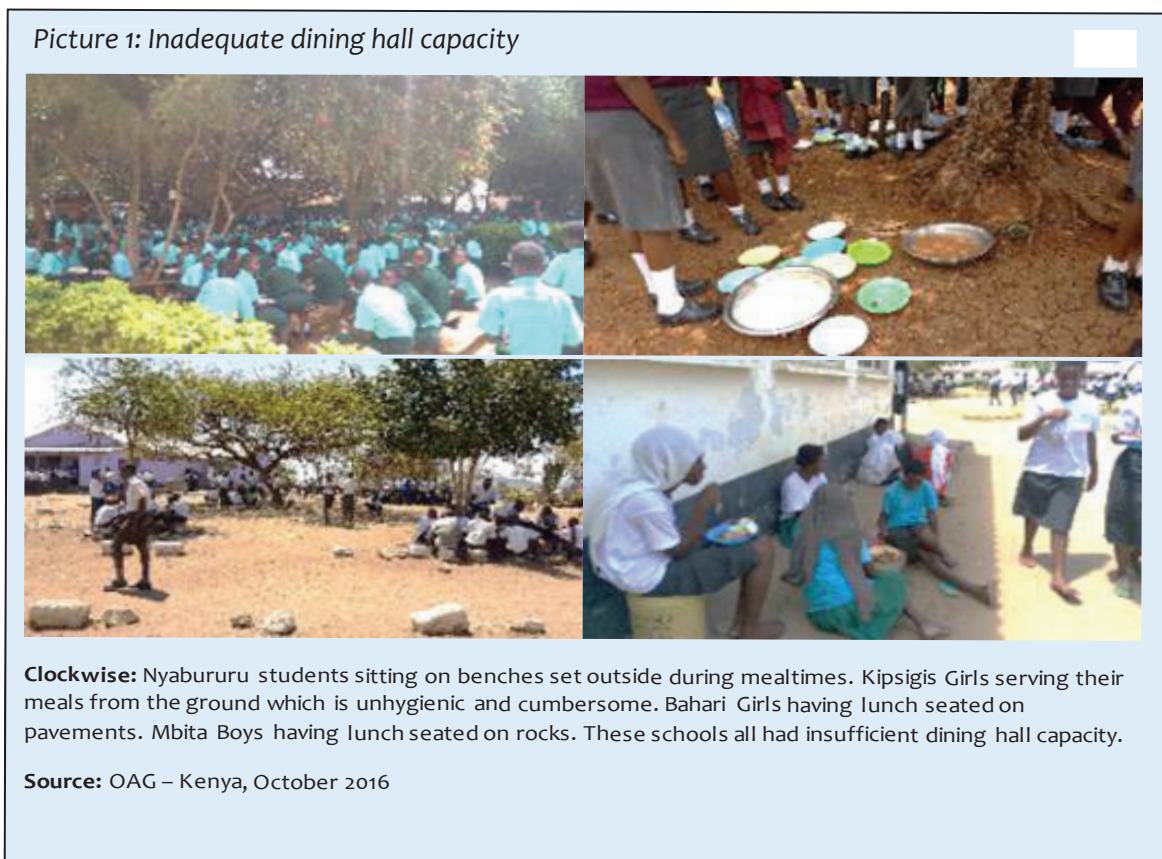 Picture 1: Inadequate dining hall capacity
Clockwise: Nyabururu students sitting on benches set outside during mealtimes. Kipsigis Girls serving their
meals from the ground which is unhygienic and cumbersome. Bahari Girls having lunch seated on
pavements. Mbita Boys having lunch seated on rocks. These schools all had insufficient dining hall capacity.
Source: OAG – Kenya, October 2016